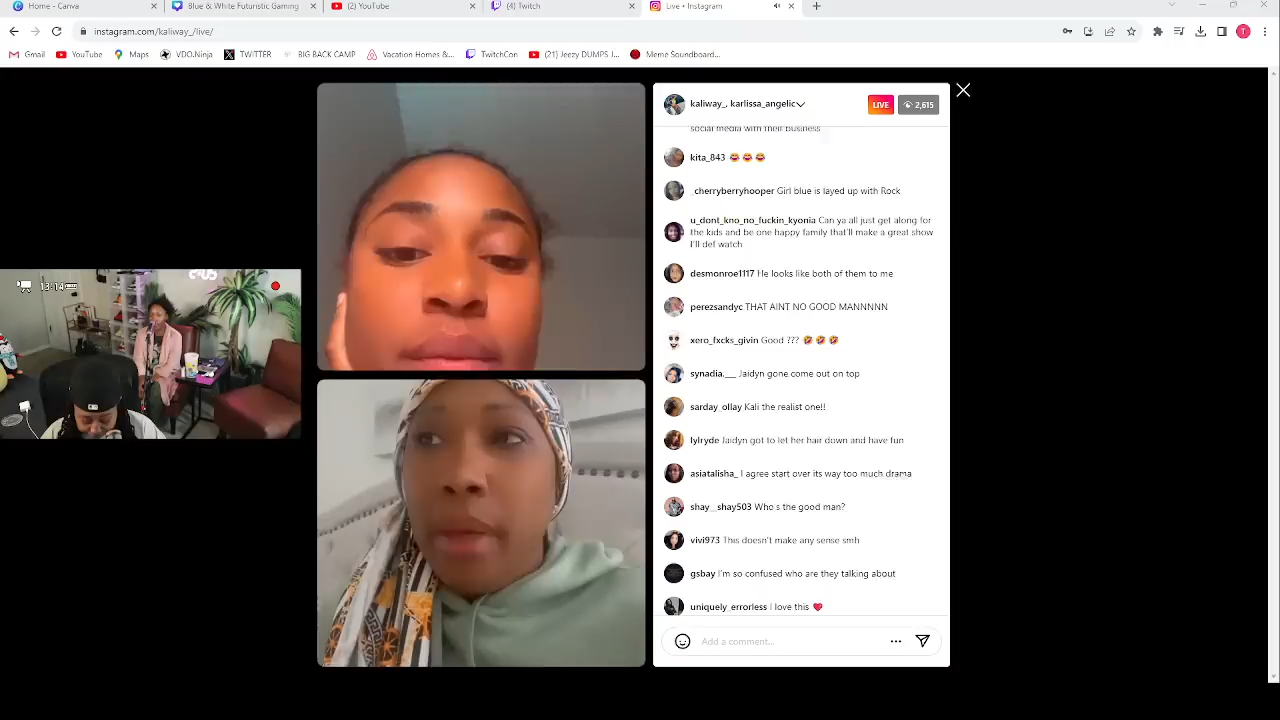 Home - Canva
Blue & White Futuristic Gaming
(2) YouTube
(4) Twitch
Live • Instagram
instagram.com/kaliway_/live/
T
Gmail
YouTube
Maps
VDO.Ninja
TWITTER
BIG BACK CAMP
Vacation Homes &...
TwitchCon
(21) Jeezy DUMPS J...
Meme Soundboard...
kaliway_, karlissa_angelic
LIVE
2,615
social media with their business
kita_843 😂😂😂
_cherryberryhooper Girl blue is layed up with Rock
u_dont_kno_no_fuckin_kyonia Can ya all just get along for
the kids and be one happy family that'll make a great show
I'll def watch
desmonroe1117 He looks like both of them to me
perezsandyc THAT AINT NO GOOD MANNNNN
xero_fxcks_givin Good ??? 🤣🤣🤣
synadia.___ Jaidyn gone come out on top
sarday_ollay Kali the realist one!!
lylryde Jaidyn got to let her hair down and have fun
asiatalisha_ I agree start over its way too much drama
shay__shay503 Who s the good man?
vivi973 This doesn't make any sense smh
gsbay I'm so confused who are they talking about
uniquely_errorless I love this ❤️
Add a comment...